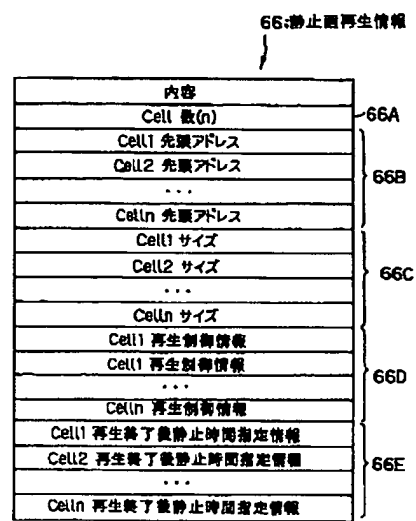 66:静止画再生情報
内容
Cell 数(n)
66A
Cell1 先頭アドレス
Cell2 先頭アドレス
...
Celln 先頭アドレス
66B
Cell1 サイズ
Cell2 サイズ
...
Celln サイズ
66C
Cell1 再生制御情報
Cell1 再生制御情報
...
Celln 再生制御情報
66D
Cell1 再生終了後静止時間指定情報
Cell2 再生終了後静止時間指定情報
...
Celln 再生終了後静止時間指定情報
66E